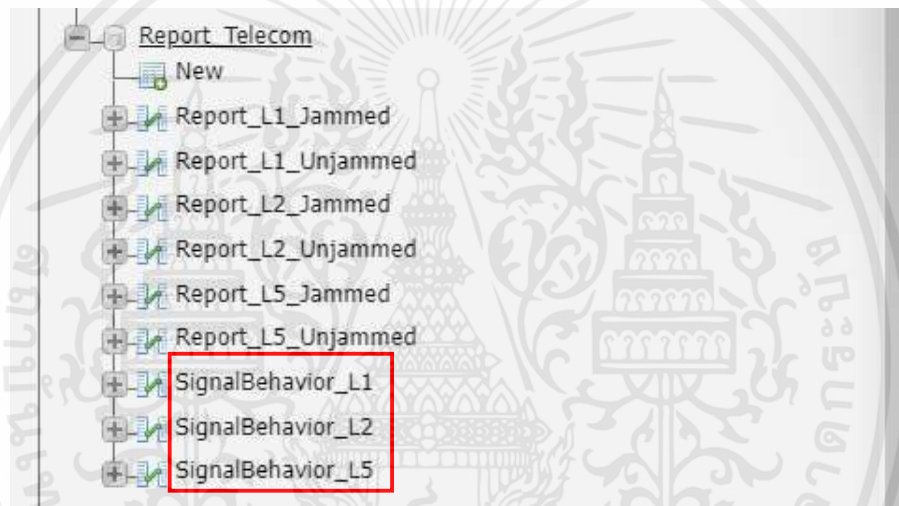 Report_Telecom
New
Report_L1_Jammed
Report_L1_Unjammed
Report_L2_Jammed
Report_L2_Unjammed
Report_L5_Jammed
Report_L5_Unjammed
SignalBehavior_L1
SignalBehavior_L2
SignalBehavior_L5